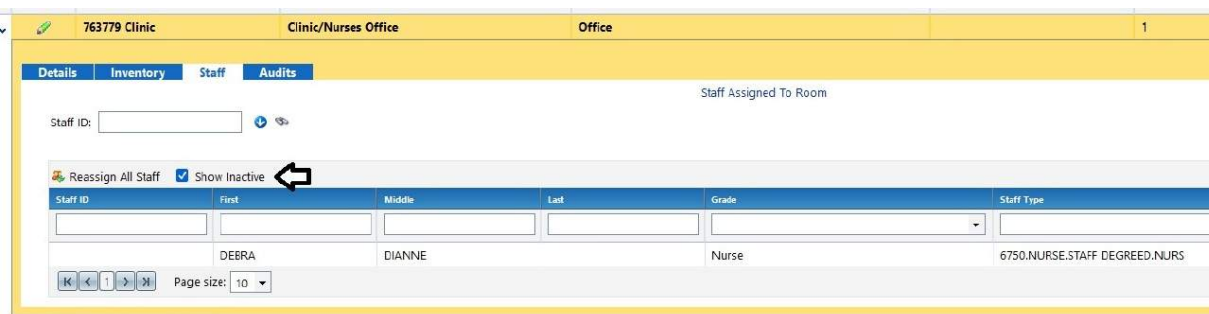 763779 Clinic Clinic/Nurses Office Office 1
Details Inventory Staff Audits
Staff Assigned To Room
Staff ID:
Reassign All Staff Show Inactive
Staff ID First Middle Last Grade Staff Type
DEBRA DIANNE Nurse 6750.NURSE.STAFF DEGREED.NURS
1 Page size: 10